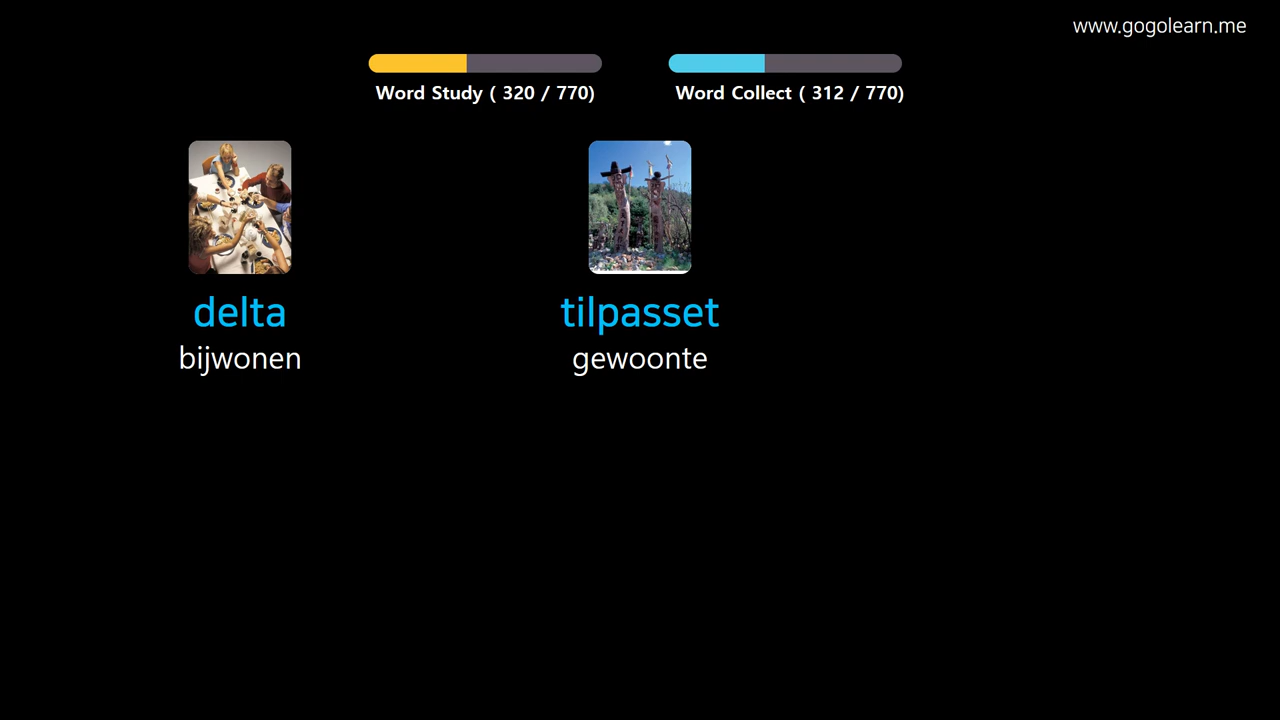 www.gogolearn.me
Word Study ( 320 / 770)
Word Collect ( 312 / 770)
delta
bijwonen
tilpasset
gewoonte